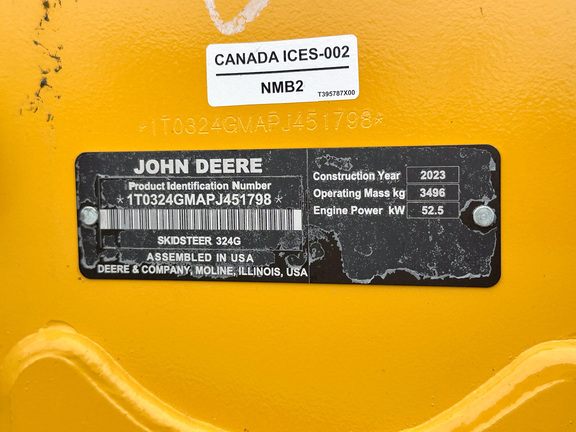 CANADA ICES-002
NMB2
T395787X00
*1T0324GMAPJ451798*
JOHN DEERE
Product Identification Number
*1T0324GMAPJ451798*
SKIDSTEER 324G
ASSEMBLED IN USA
DEERE & COMPANY, MOLINE, ILLINOIS, USA
Construction Year 2023
Operating Mass kg 3496
Engine Power kW 52.5